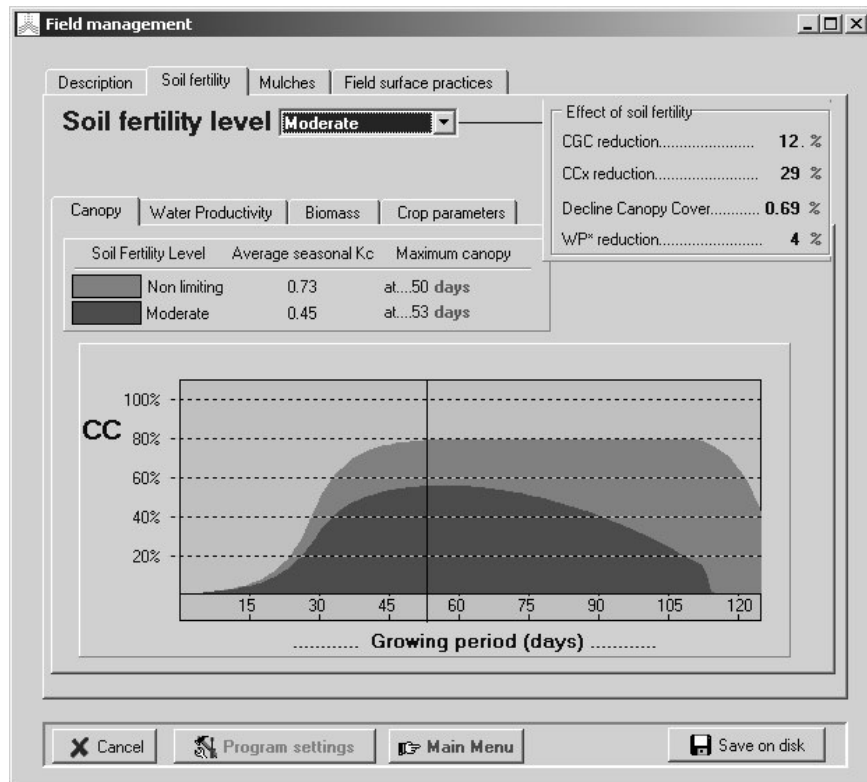 Field management
Description Soil fertility Mulches Field surface practices
Soil fertility level Moderate
Effect of soil fertility
CGC reduction....................... 12. %
CCx reduction.......................... 29 %
Decline Canopy Cover............ 0.69 %
WP* reduction.......................... 4 %
Canopy Water Productivity Biomass Crop parameters
Soil Fertility Level Average seasonal Kc Maximum canopy
Non limiting 0.73 at....50 days
Moderate 0.45 at....53 days
CC
100%
80%
60%
40%
20%
15 30 45 60 75 90 105 120
............ Growing period (days) ............
Cancel Program settings Main Menu Save on disk